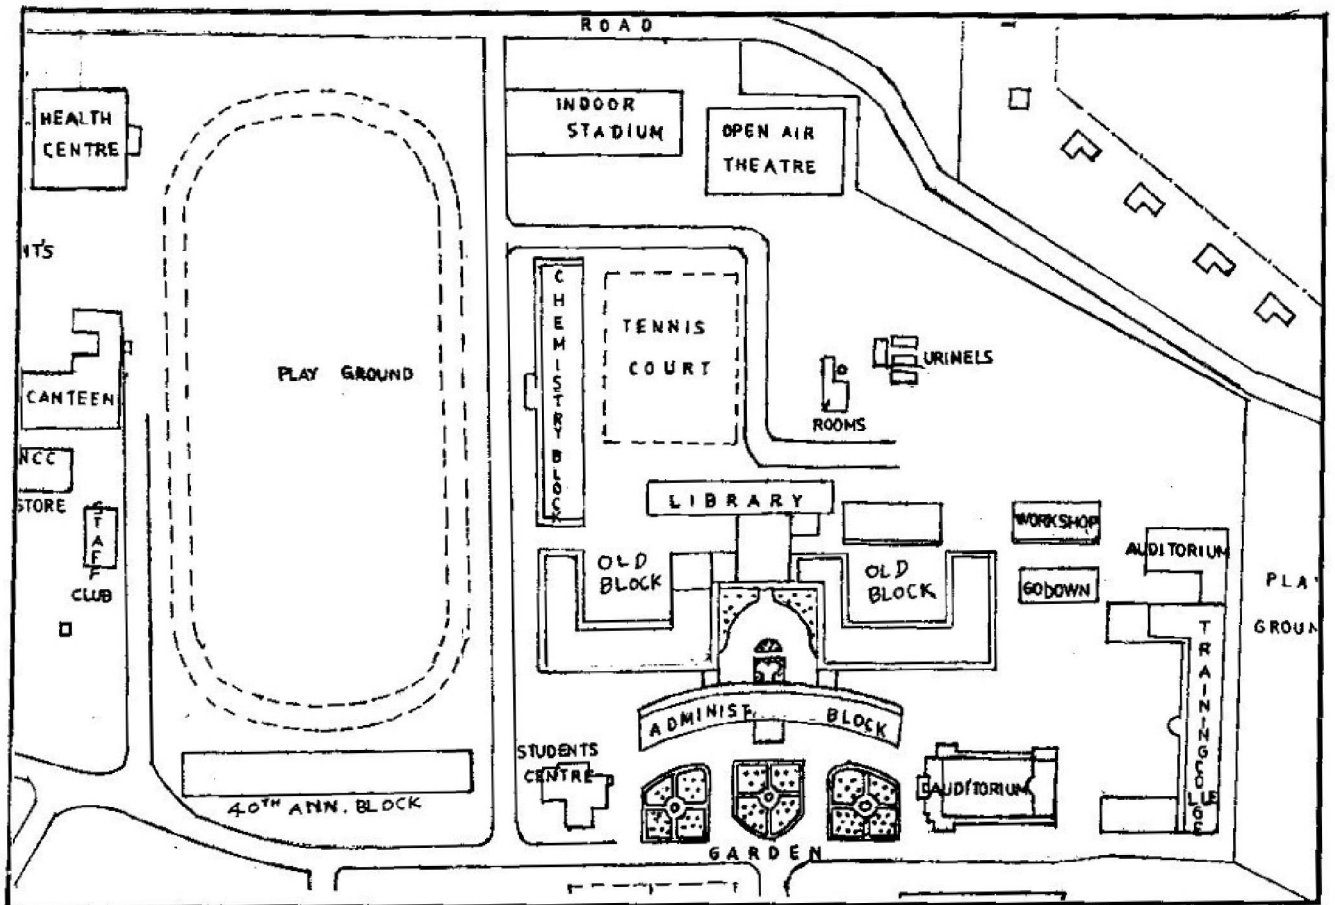 ROAD
HEALTH
CENTRE
INDOOR
STADIUM
OPEN AIR
THEATRE
NT'S
CHEMISTRY BLOCK
TENNIS
COURT
PLAY GROUND
URINELS
CANTEEN
ROOMS
NCC
STORE
STAFF
CLUB
LIBRARY
WORKSHOP
AUDITORIUM
OLD
BLOCK
OLD
BLOCK
GODOWN
PLA
GROUN
TRAINING COLLEGE
ADMINIST. BLOCK
STUDENTS
CENTRE
AUDITORIUM
40TH ANN. BLOCK
GARDEN